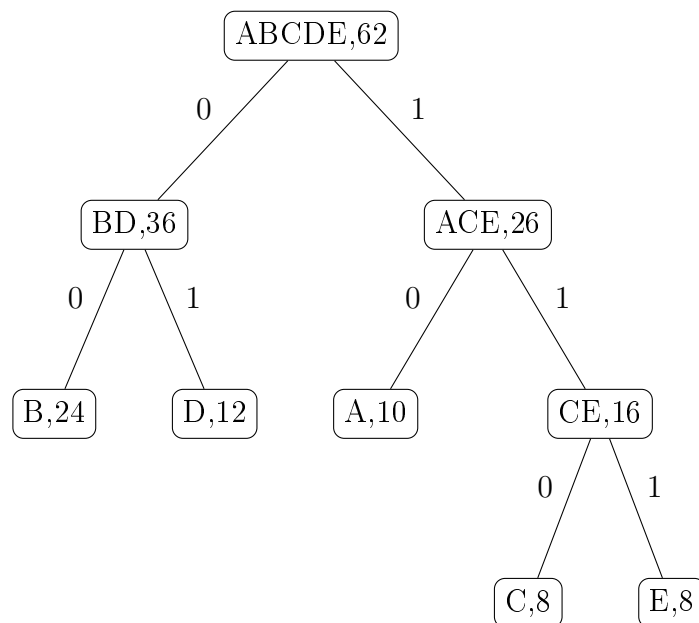 ABCDE,62
0 1
BD,36 ACE,26
0 1 0 1
B,24 D,12 A,10 CE,16
0 1
C,8 E,8